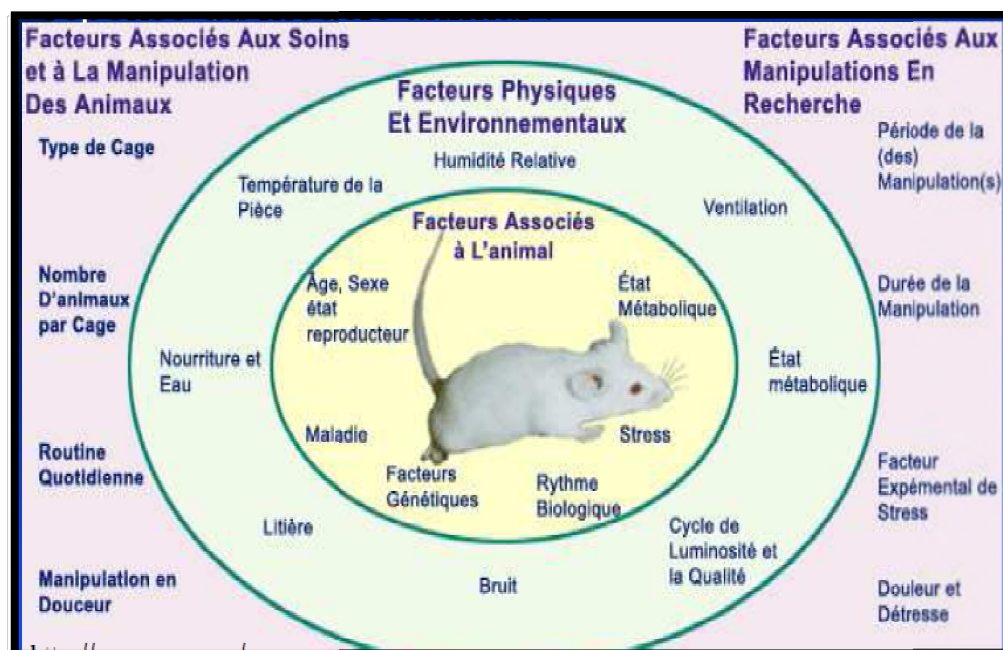 Facteurs Associés Aux Soins
et à La Manipulation
Des Animaux
Type de Cage
Nombre
D'animaux
par Cage
Routine
Quotidienne
Manipulation en
Douceur
Facteurs Physiques
Et Environnementaux
Humidité Relative
Température de la
Pièce
Ventilation
Nourriture et
Eau
État
métabolique
Litière
Bruit
Cycle de
Luminosité et
la Qualité
Facteurs Associés
à L'animal
Âge, Sexe
état
reproducteur
État
Métabolique
Maladie
Stress
Facteurs
Génétiques
Rythme
Biologique
Facteurs Associés Aux
Manipulations En
Recherche
Période de la
(des)
Manipulation(s)
Durée de la
Manipulation
Facteur
Expémental de
Stress
Douleur et
Détresse